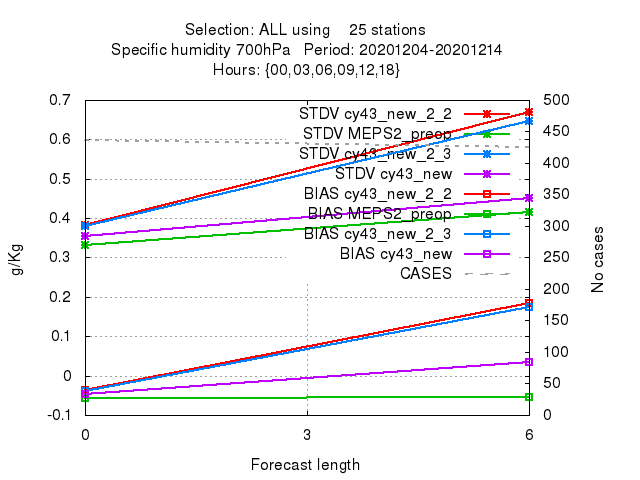 Selection: ALL using    25 stations
Specific humidity 700hPa   Period: 20201204-20201214
Hours: {00,03,06,09,12,18}
0.7
0.6
0.5
0.4
0.3
0.2
0.1
0
-0.1
g/Kg
STDV cy43_new_2_2
STDV MEPS2_preop
STDV cy43_new_2_3
STDV cy43_new
BIAS cy43_new_2_2
BIAS MEPS2_preop
BIAS cy43_new_2_3
BIAS cy43_new
CASES
500
450
400
350
300
250
200
150
100
50
0
No cases
0 3 6
Forecast length